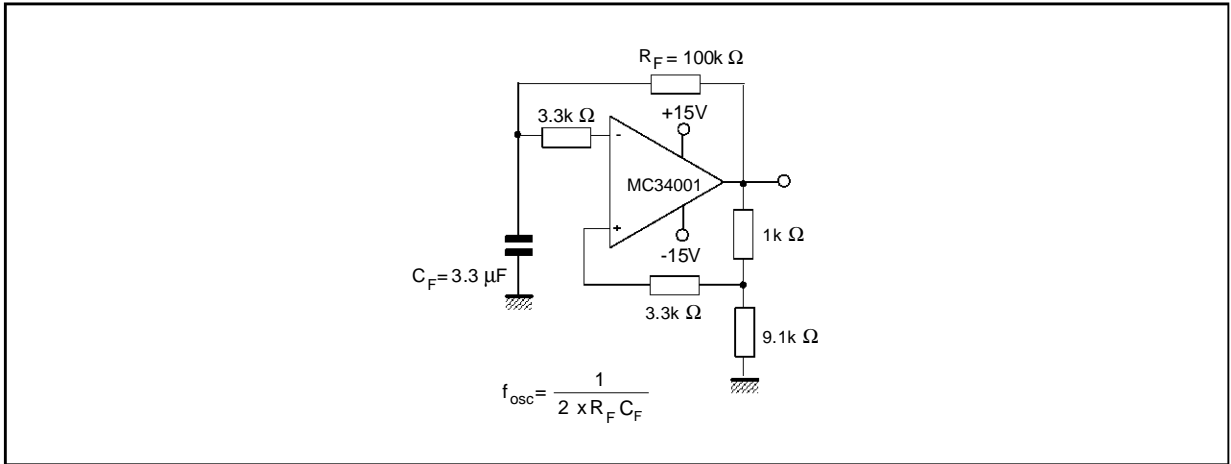 R_F = 100k Ω
3.3k Ω
+15V
-
MC34001
+
-15V
1k Ω
C_F= 3.3 μF
3.3k Ω
9.1k Ω
f_osc= 1 / 2 x R_F C_F